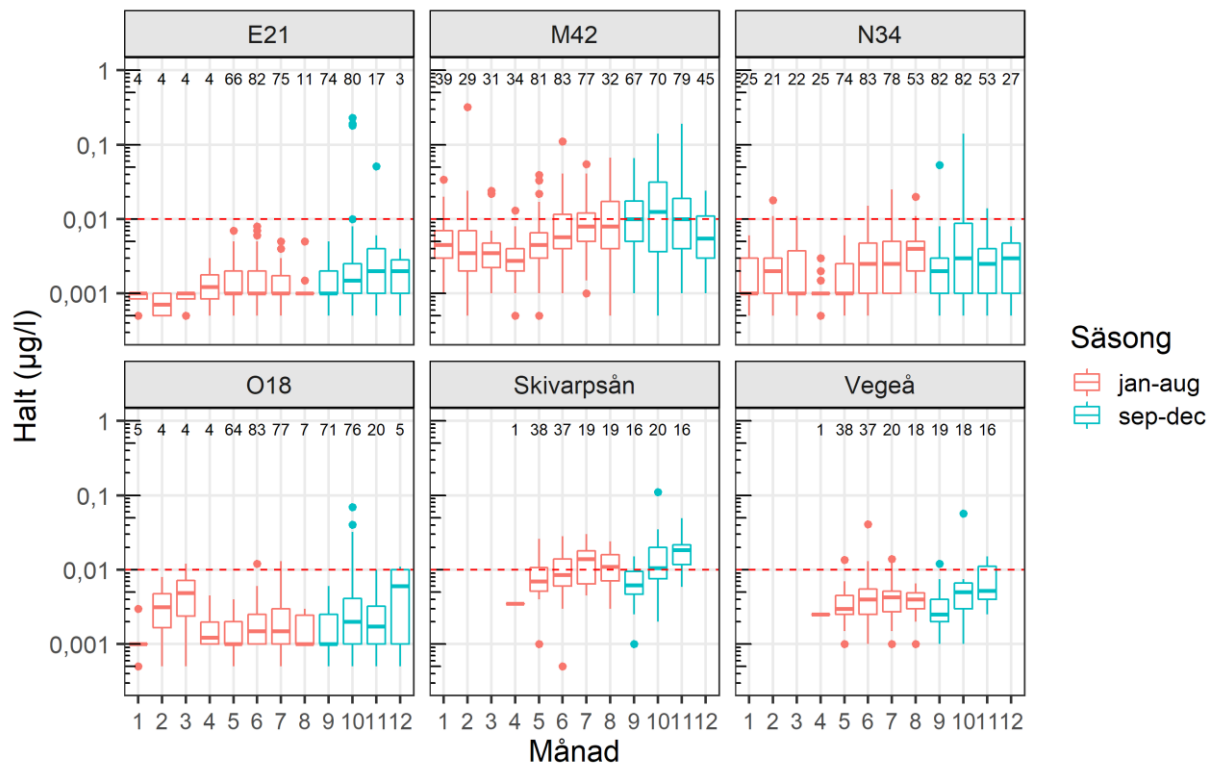 E21 M42 N34
1 4 4 4 4 66 82 75 11 74 80 17 3 39 29 31 34 81 83 77 32 67 70 79 45 25 21 22 25 74 83 78 53 82 82 53 27
0,1
0,01
0,001
O18 Skivarpsån Vegeå
1 5 4 4 4 64 83 77 7 71 76 20 5 1 38 37 19 19 16 20 16 1 38 37 20 18 19 18 16
0,1
0,01
0,001
1 2 3 4 5 6 7 8 9 10 11 12 1 2 3 4 5 6 7 8 9 10 11 12 1 2 3 4 5 6 7 8 9 10 11 12
Månad
Halt (µg/l)
Säsong
jan-aug
sep-dec